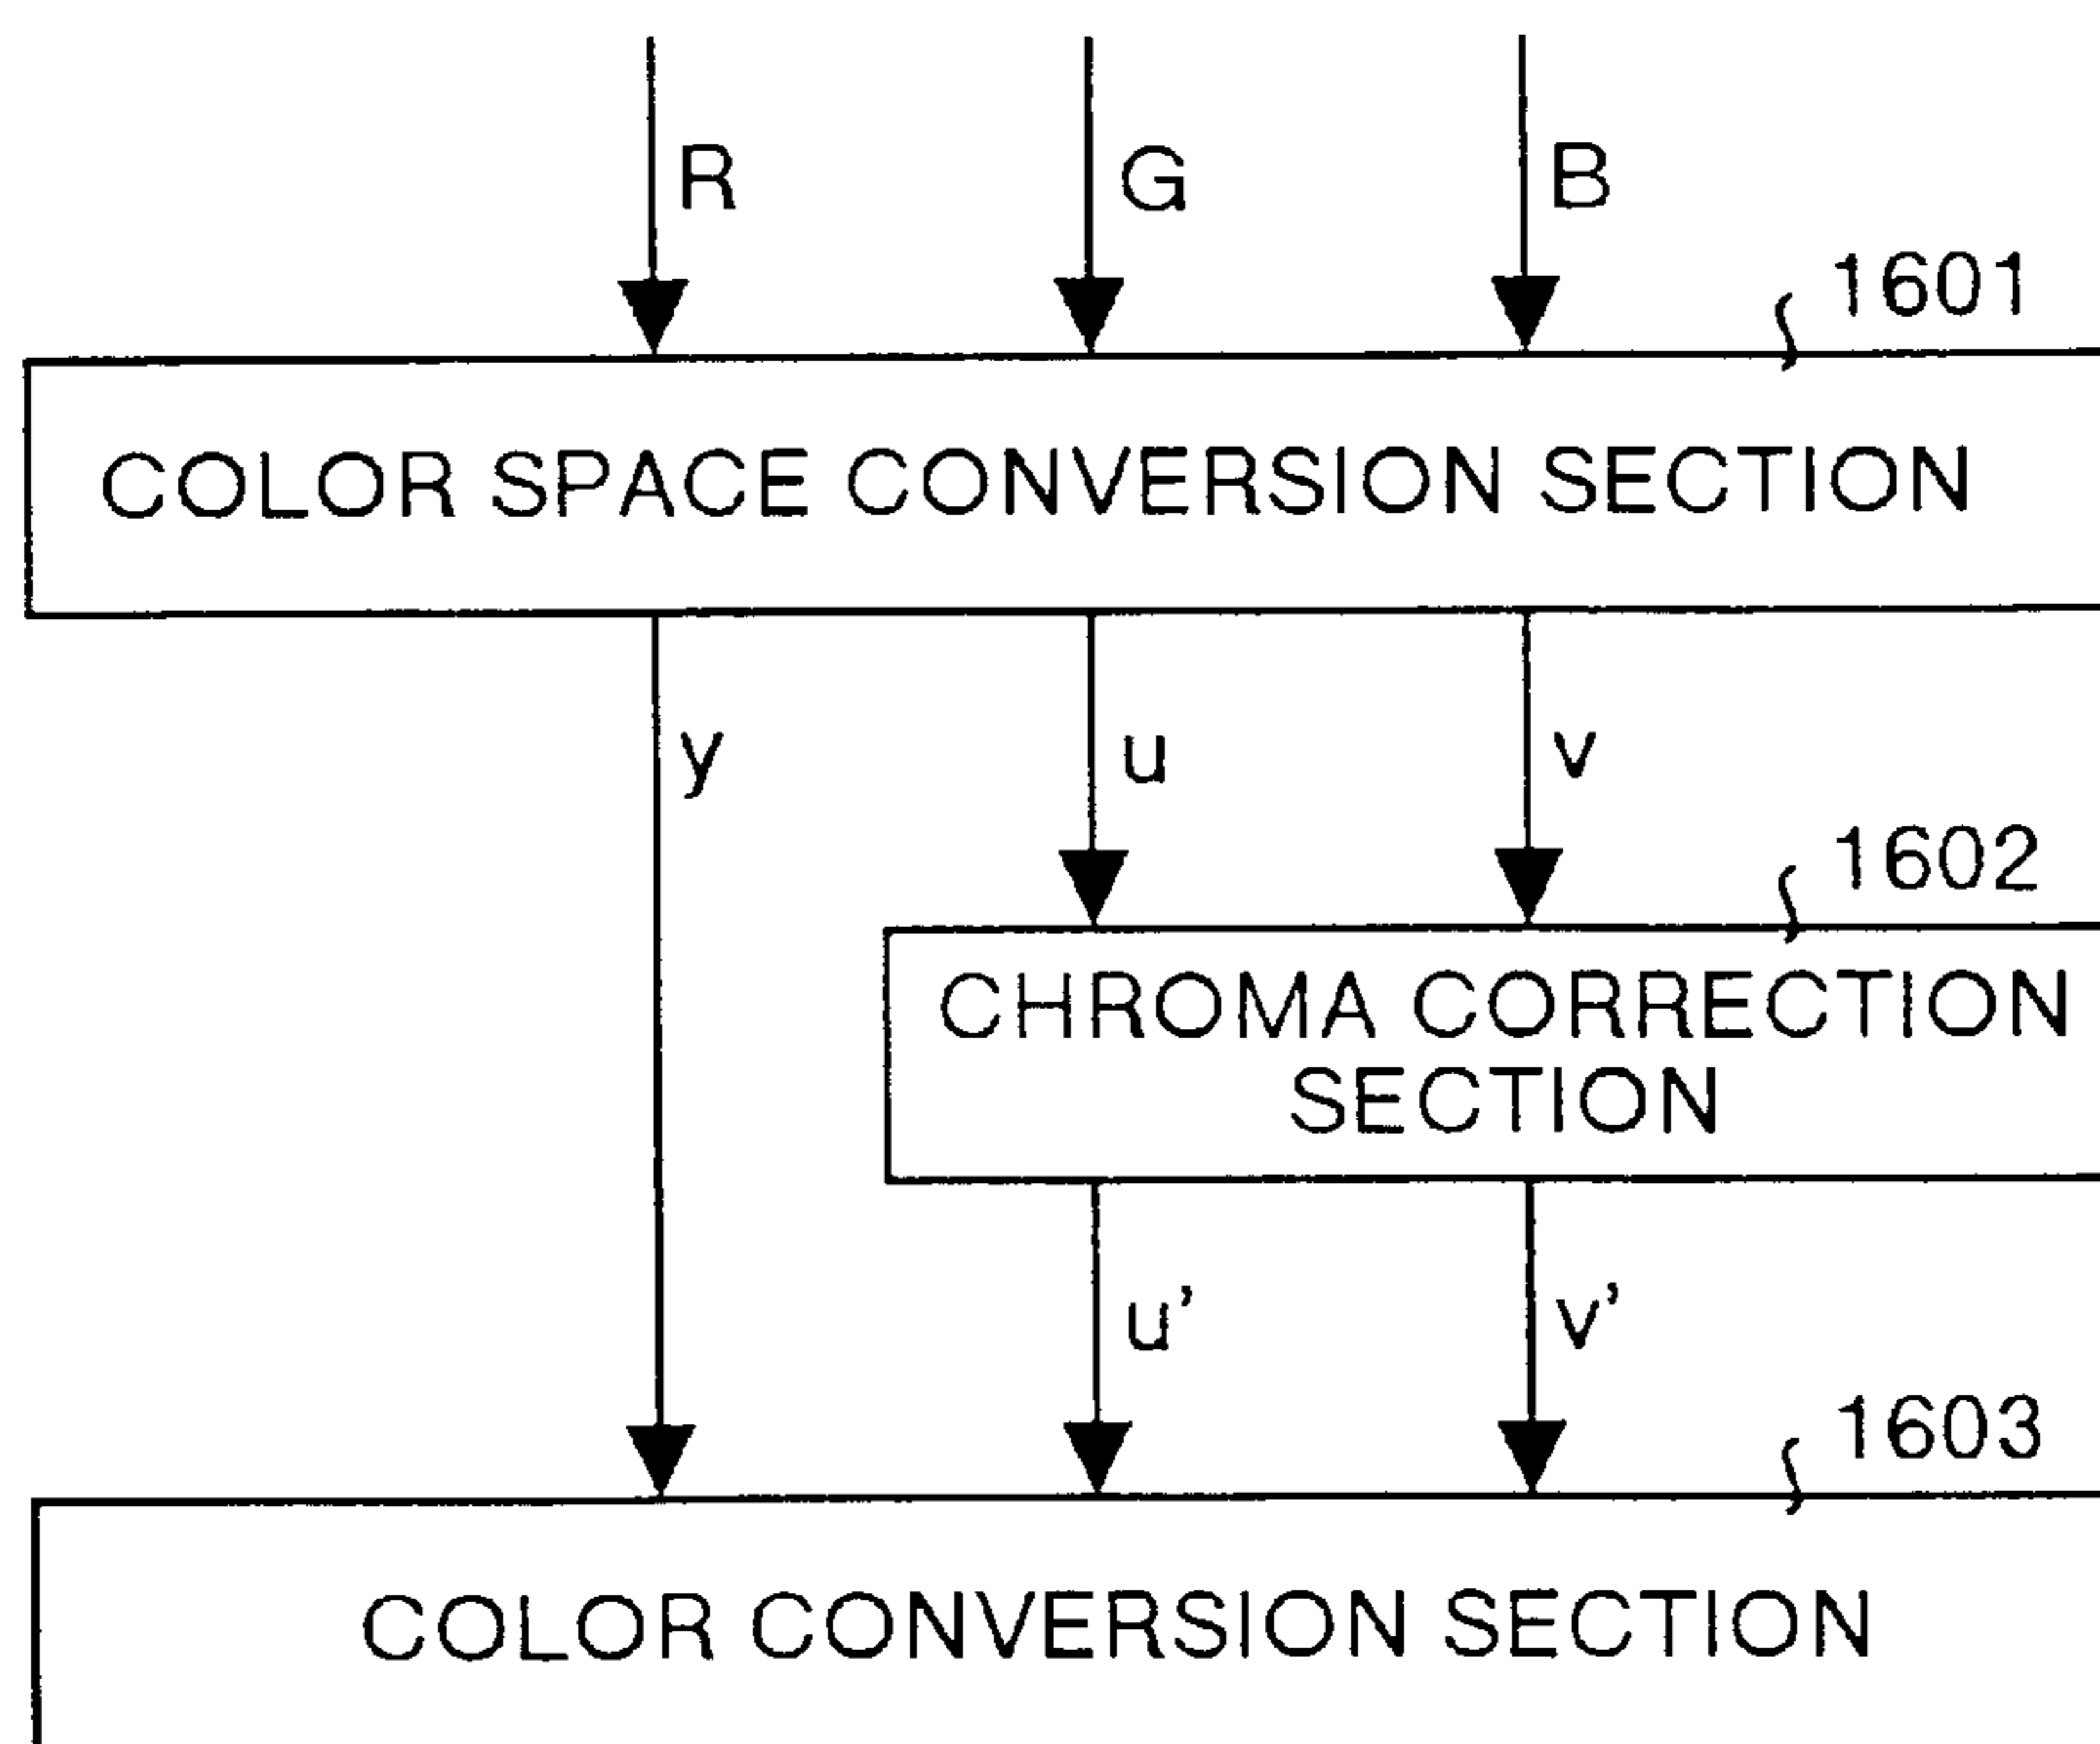 R G B
1601
COLOR SPACE CONVERSION SECTION
y u v
1602
CHROMA CORRECTION
SECTION
u’ v’
1603
COLOR CONVERSION SECTION